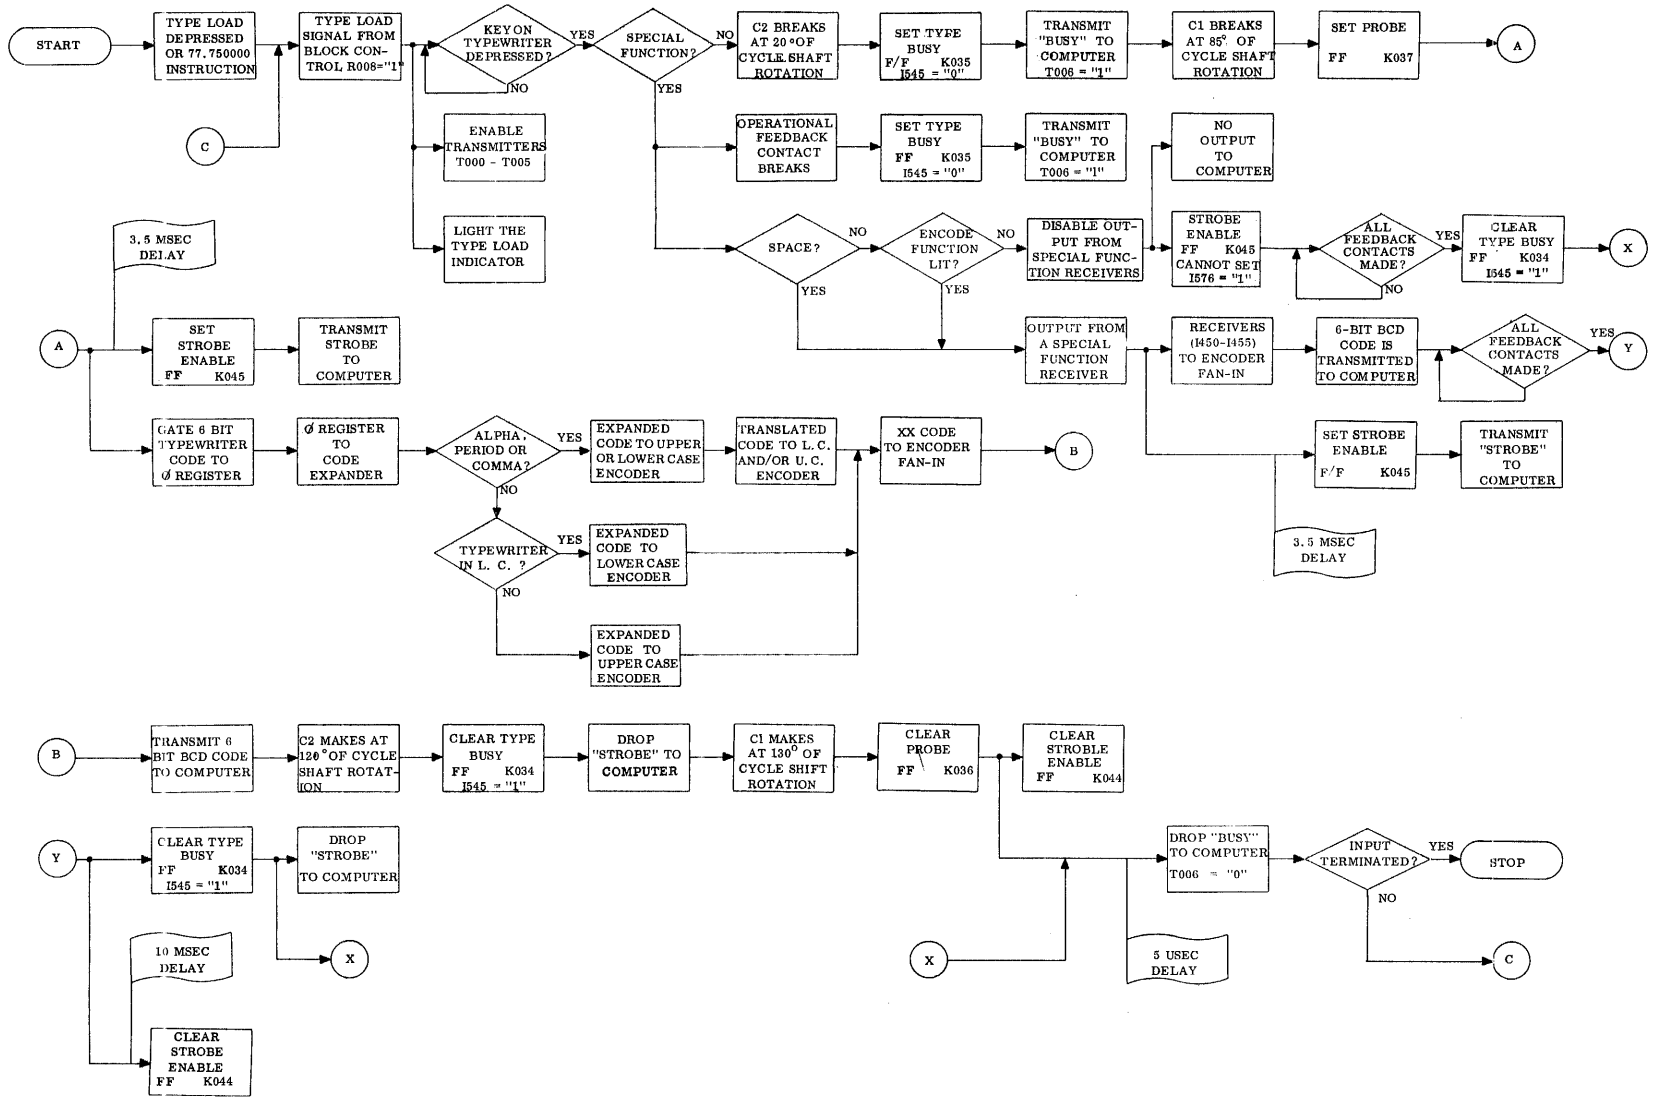 START
TYPE LOAD
DEPRESSED
OR 77.750000
INSTRUCTION
TYPE LOAD
SIGNAL FROM
BLOCK CON-
TROL R008="1"
KEY ON
TYPEWRITER
DEPRESSED?
YES
NO
SPECIAL
FUNCTION?
NO
YES
C2 BREAKS
AT 20° OF
CYCLE SHAFT
ROTATION
SET TYPE
BUSY
F/F K035
I545 = "0"
TRANSMIT
"BUSY" TO
COMPUTER
T006 = "1"
C1 BREAKS
AT 85° OF
CYCLE SHAFT
ROTATION
SET PROBE
FF K037
A
C
ENABLE
TRANSMITTERS
T000 - T005
OPERATIONAL
FEEDBACK
CONTACT
BREAKS
SET TYPE
BUSY
FF K035
I545 = "0"
TRANSMIT
"BUSY" TO
COMPUTER
T006 = "1"
NO
OUTPUT
TO
COMPUTER
3.5 MSEC
DELAY
LIGHT THE
TYPE LOAD
INDICATOR
SPACE?
NO
YES
ENCODE
FUNCTION
LIT?
NO
YES
DISABLE OUT-
PUT FROM
SPECIAL FUNC-
TION RECEIVERS
STROBE
ENABLE
FF K045
CANNOT SET
I576 = "1"
ALL
FEEDBACK
CONTACTS
MADE?
YES
NO
CLEAR
TYPE BUSY
FF K034
I545 = "1"
X
A
SET
STROBE
ENABLE
FF K045
TRANSMIT
STROBE
TO
COMPUTER
OUTPUT FROM
A SPECIAL
FUNCTION
RECEIVER
RECEIVERS
(I450-I455)
TO ENCODER
FAN-IN
6-BIT BCD
CODE IS
TRANSMITTED
TO COMPUTER
ALL
FEEDBACK
CONTACTS
MADE?
YES
Y
GATE 6 BIT
TYPEWRITER
CODE TO
Ø REGISTER
Ø REGISTER
TO
CODE
EXPANDER
ALPHA,
PERIOD OR
COMMA?
YES
NO
EXPANDED
CODE TO UPPER
OR LOWER CASE
ENCODER
TRANSLATED
CODE TO L.C.
AND/OR U.C.
ENCODER
XX CODE
TO ENCODER
FAN-IN
B
SET STROBE
ENABLE
F/F K045
TRANSMIT
"STROBE"
TO
COMPUTER
TYPEWRITER
IN L. C. ?
YES
NO
EXPANDED
CODE TO
LOWER CASE
ENCODER
3.5 MSEC
DELAY
EXPANDED
CODE TO
UPPER CASE
ENCODER
B
TRANSMIT 6
BIT BCD CODE
TO COMPUTER
C2 MAKES AT
120° OF CYCLE
SHAFT ROTAT-
ION
CLEAR TYPE
BUSY
FF K034
I545 = "1"
DROP
"STROBE" TO
COMPUTER
C1 MAKES
AT 130° OF
CYCLE SHIFT
ROTATION
CLEAR
PROBE
FF K036
CLEAR
STROBLE
ENABLE
FF K044
Y
CLEAR TYPE
BUSY
FF K034
I545 = "1"
DROP
"STROBE"
TO COMPUTER
DROP "BUSY"
TO COMPUTER
T006 = "0"
INPUT
TERMINATED?
YES
NO
STOP
10 MSEC
DELAY
X
X
5 USEC
DELAY
C
CLEAR
STROBE
ENABLE
FF K044